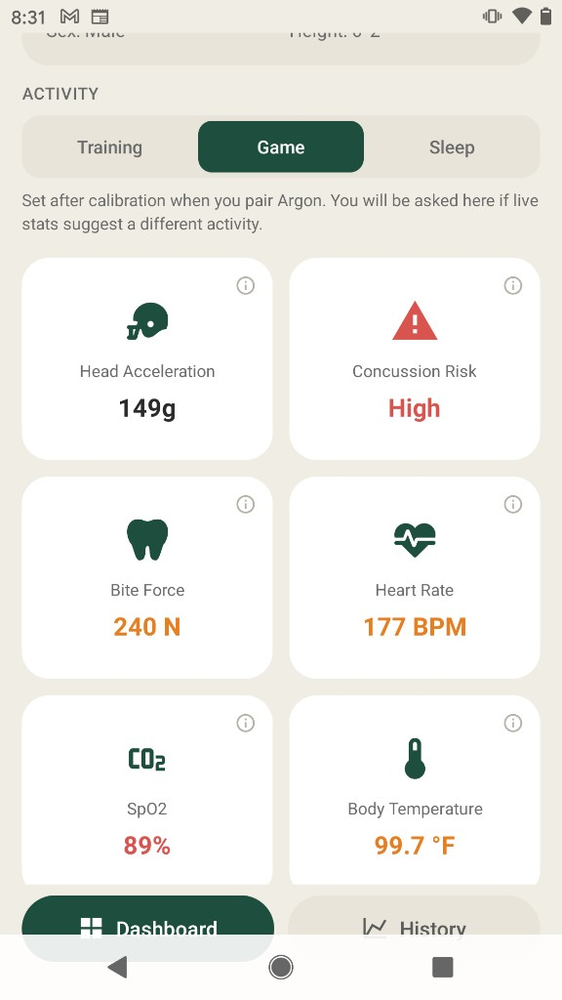 8:31
Sex: Male Height: 6' 2"
ACTIVITY
Training Game Sleep
Set after calibration when you pair Argon. You will be asked here if live
stats suggest a different activity.
Head Acceleration
149g
Concussion Risk
High
Bite Force
240 N
Heart Rate
177 BPM
CO2
SpO2
89%
Body Temperature
99.7 °F
Dashboard History